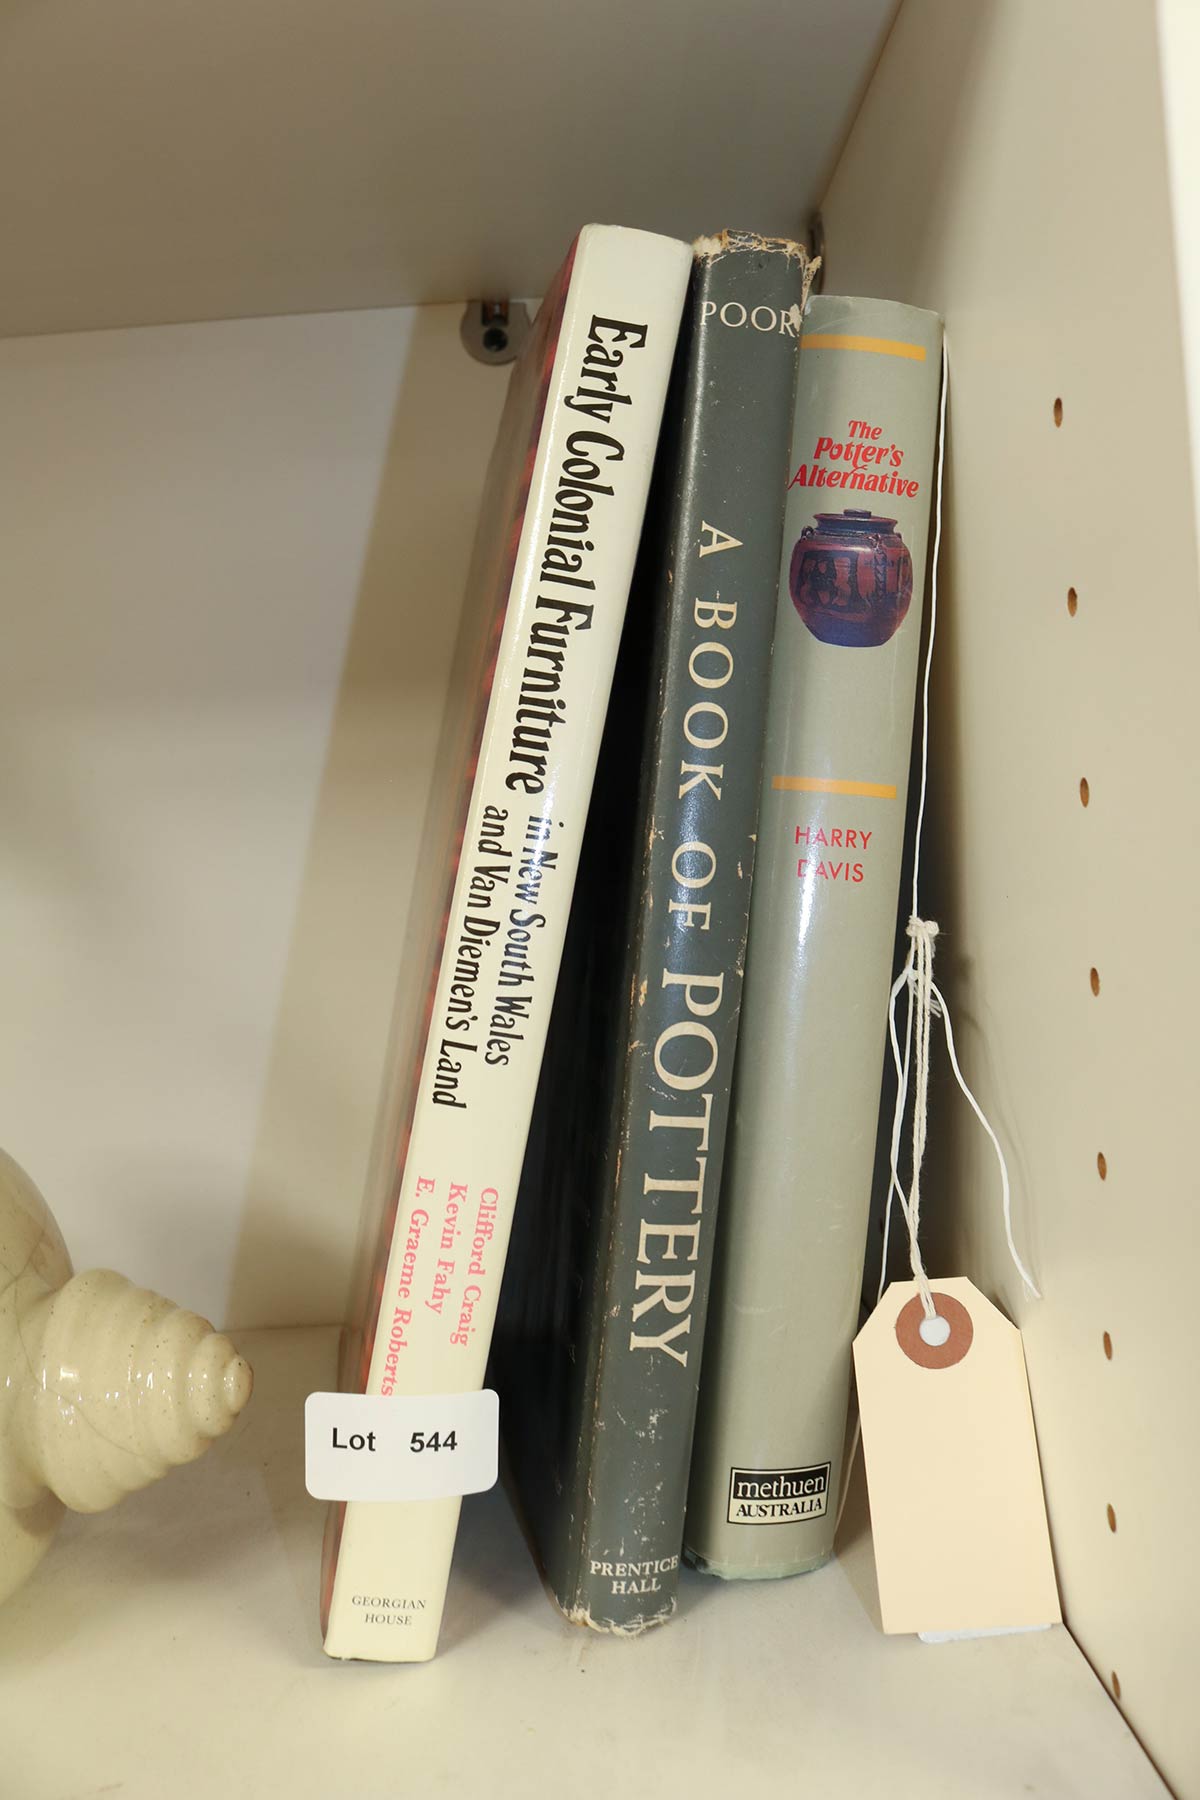 Early Colonial Furniture
in New South Wales
and Van Diemen's Land
Clifford Craig
Kevin Fahy
E. Graeme Roberts
Lot 544
GEORGIAN
HOUSE
POOR
A BOOK OF POTTERY
PRENTICE
HALL
The
Potter's
Alternative
HARRY
DAVIS
methuen
AUSTRALIA